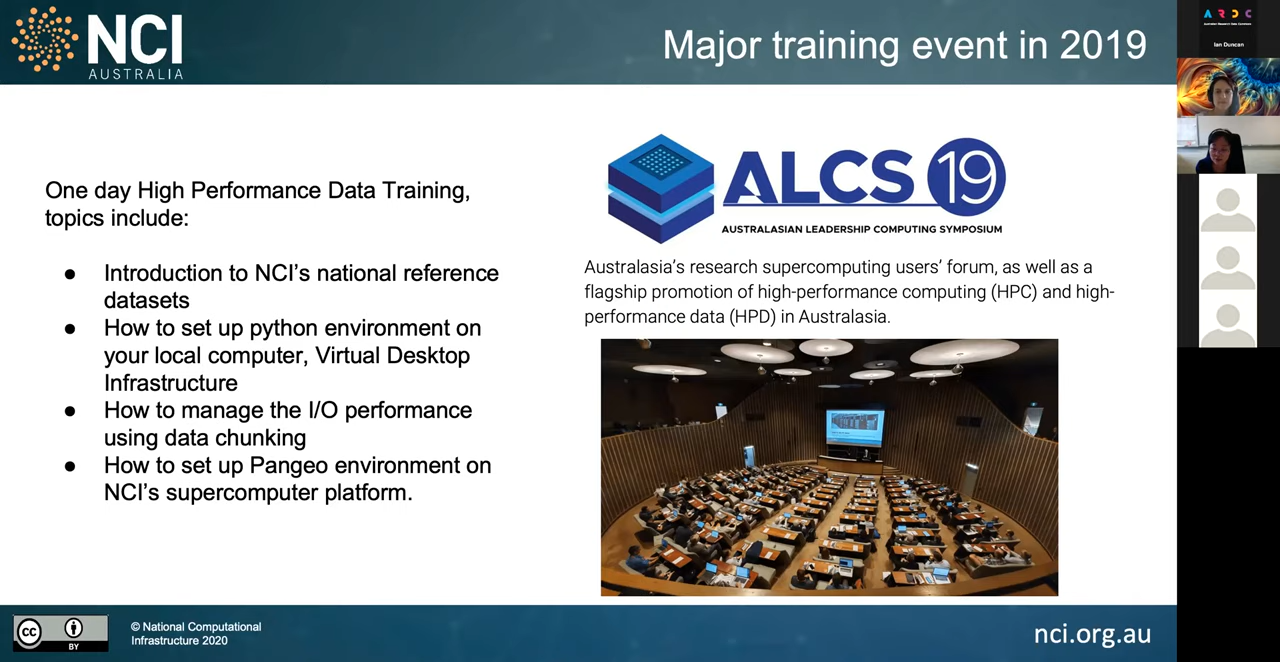 NCI
AUSTRALIA
Major training event in 2019
One day High Performance Data Training,
topics include:
● Introduction to NCI's national reference
datasets
● How to set up python environment on
your local computer, Virtual Desktop
Infrastructure
● How to manage the I/O performance
using data chunking
● How to set up Pangeo environment on
NCI's supercomputer platform.
ALCS 19
AUSTRALASIAN LEADERSHIP COMPUTING SYMPOSIUM
Australasia's research supercomputing users' forum, as well as a
flagship promotion of high-performance computing (HPC) and high-
performance data (HPD) in Australasia.
cc
BY
© National Computational
Infrastructure 2020
nci.org.au
ARDC
Australian Research Data Commons
Ian Duncan